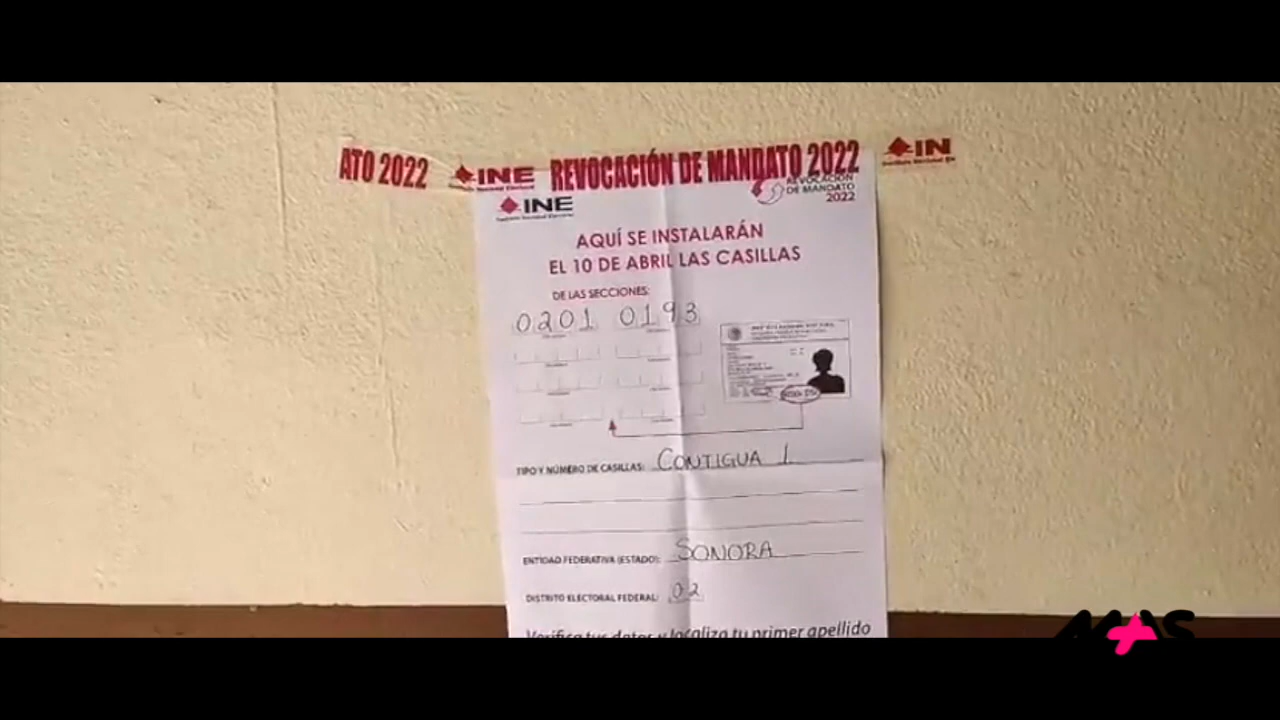 ATO 2022 INE REVOCACIÓN DE MANDATO 2022 IN
INE
REVOCACIÓN
DE MANDATO
2022
AQUÍ SE INSTALARÁN
EL 10 DE ABRIL LAS CASILLAS
DE LAS SECCIONES:
0201 0193
TIPO Y NÚMERO DE CASILLAS: CONTIGUA 1
ENTIDAD FEDERATIVA (ESTADO): SONORA
DISTRITO ELECTORAL FEDERAL: 02
Verifica tus datos y localiza tu primer apellido
MAS